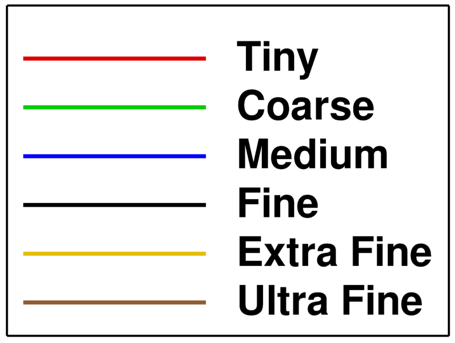 Tiny
Coarse
Medium
Fine
Extra Fine
Ultra Fine